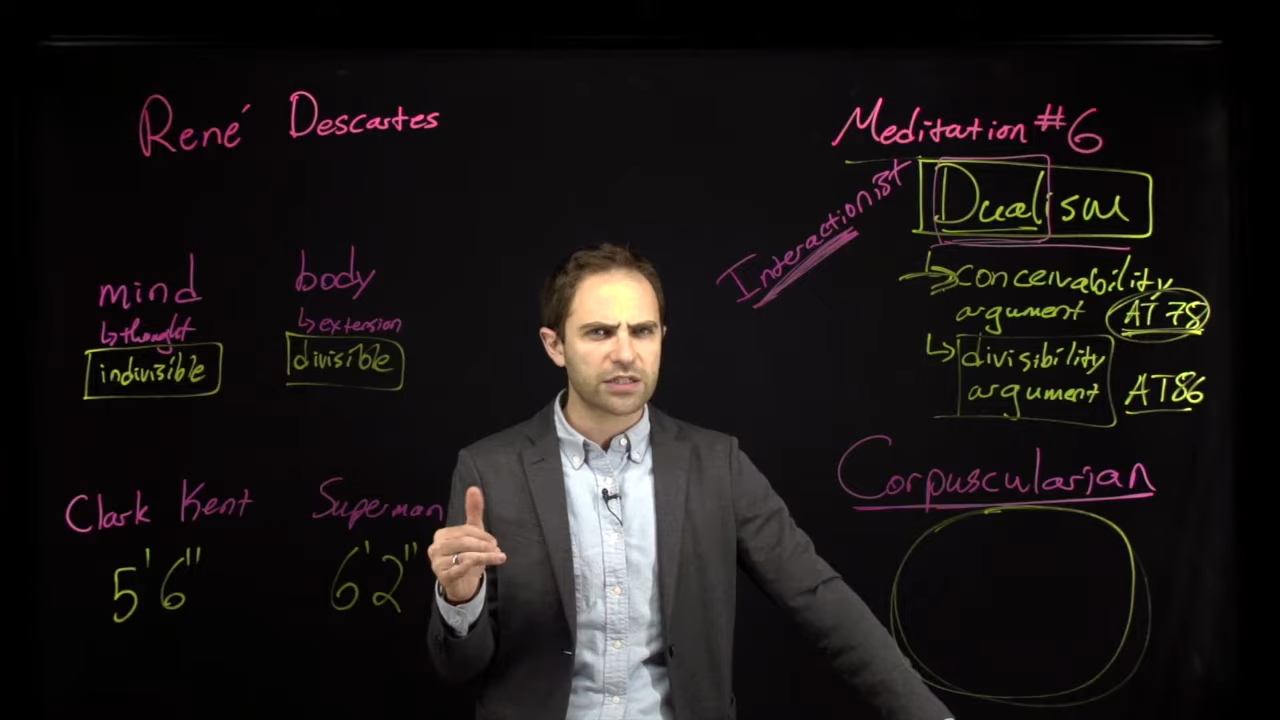 René Descartes
Meditation #6
Interactionist
Dualism
mind
↳thought
indivisible
body
↳extension
divisible
↳conceivability
argument AT 78
↳divisibility
argument AT86
Clark Kent
5'6"
Superman
6'2"
Corpuscularian